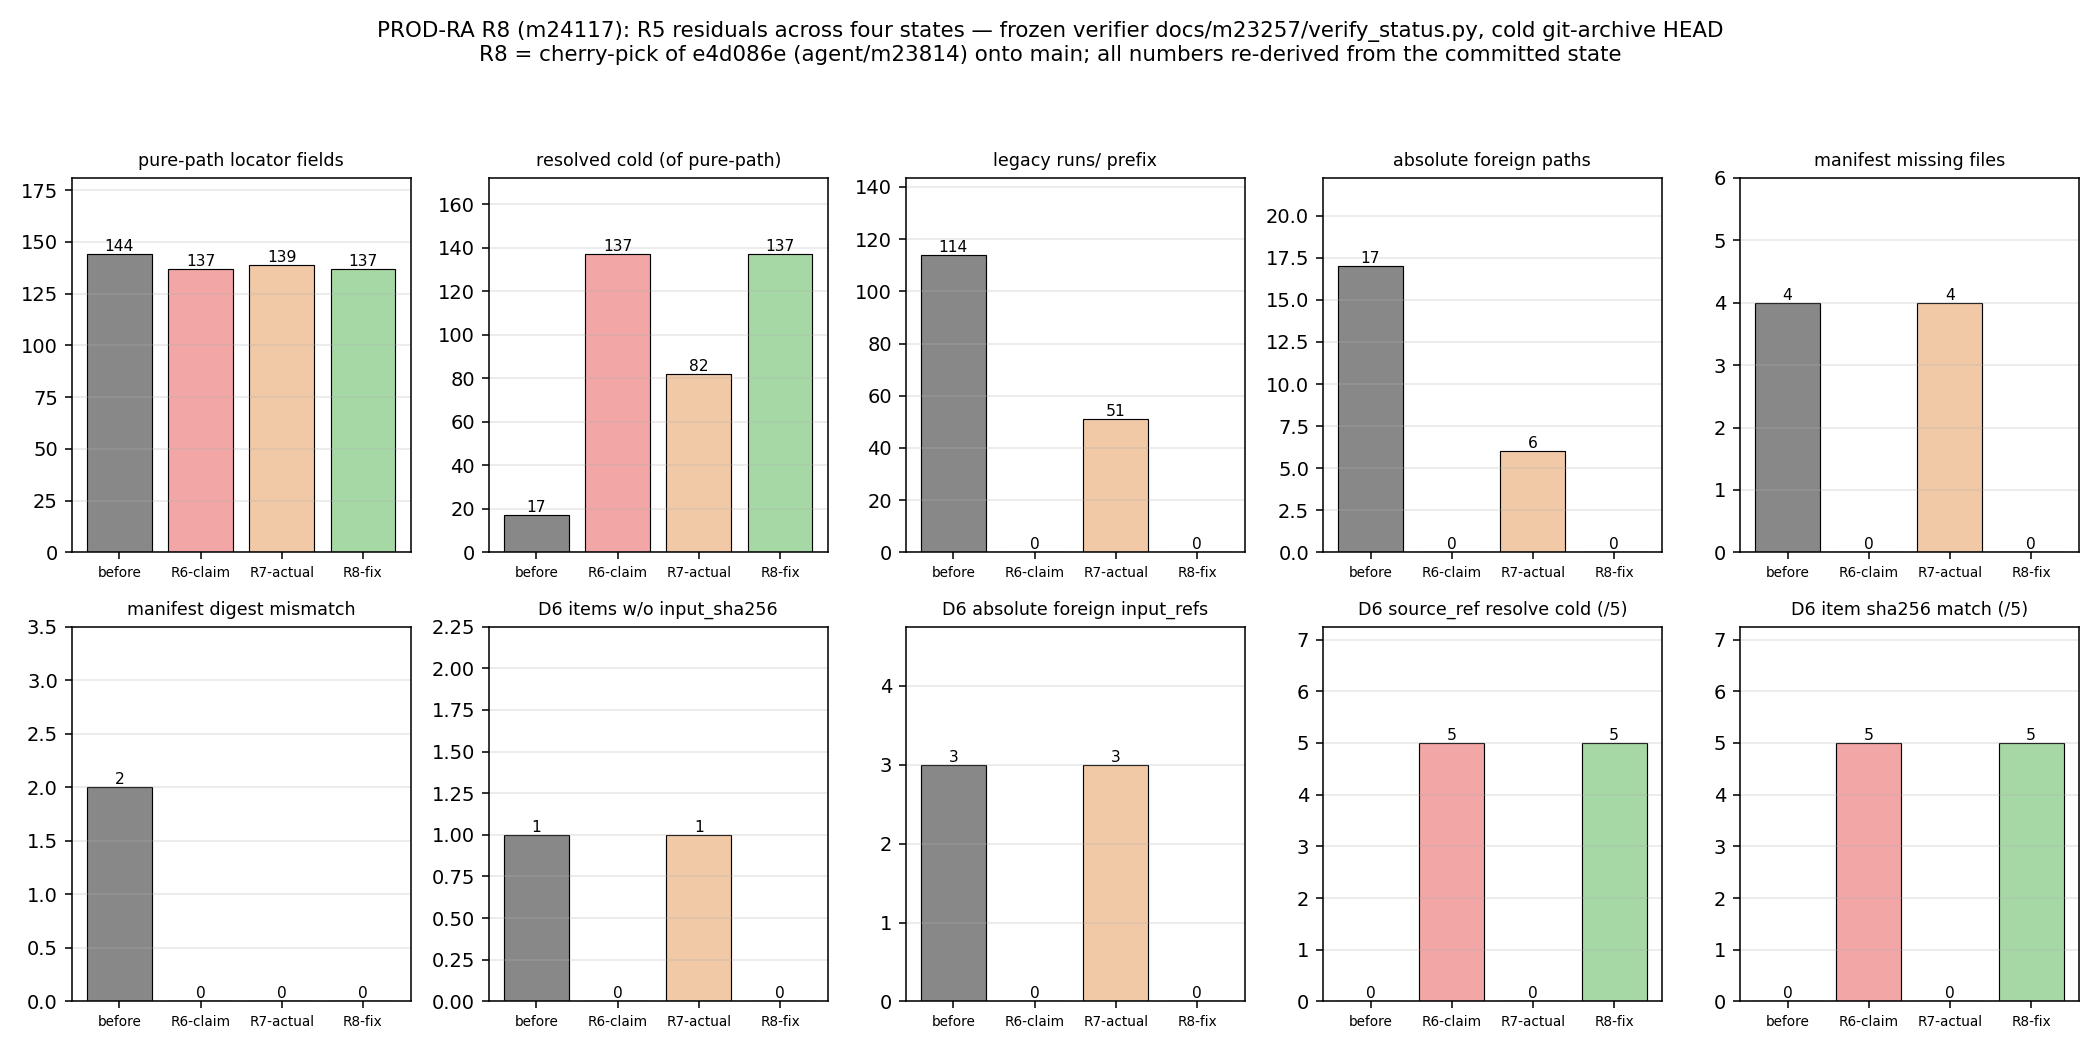 PROD-RA R8 (m24117): R5 residuals across four states — frozen verifier docs/m23257/verify_status.py, cold git-archive HEAD
R8 = cherry-pick of e4d086e (agent/m23814) onto main; all numbers re-derived from the committed state
pure-path locator fields
175
150
125
100
75
50
25
0
144
137
139
137
before
R6-claim
R7-actual
R8-fix
resolved cold (of pure-path)
160
140
120
100
80
60
40
20
0
17
137
82
137
before
R6-claim
R7-actual
R8-fix
legacy runs/ prefix
140
120
100
80
60
40
20
0
114
0
51
0
before
R6-claim
R7-actual
R8-fix
absolute foreign paths
20.0
17.5
15.0
12.5
10.0
7.5
5.0
2.5
0.0
17
0
6
0
before
R6-claim
R7-actual
R8-fix
manifest missing files
6
5
4
3
2
1
0
4
0
4
0
before
R6-claim
R7-actual
R8-fix
manifest digest mismatch
3.5
3.0
2.5
2.0
1.5
1.0
0.5
0.0
2
0
0
0
before
R6-claim
R7-actual
R8-fix
D6 items w/o input_sha256
2.25
2.00
1.75
1.50
1.25
1.00
0.75
0.50
0.25
0.00
1
0
1
0
before
R6-claim
R7-actual
R8-fix
D6 absolute foreign input_refs
4
3
2
1
0
3
0
3
0
before
R6-claim
R7-actual
R8-fix
D6 source_ref resolve cold (/5)
7
6
5
4
3
2
1
0
0
5
0
5
before
R6-claim
R7-actual
R8-fix
D6 item sha256 match (/5)
7
6
5
4
3
2
1
0
0
5
0
5
before
R6-claim
R7-actual
R8-fix